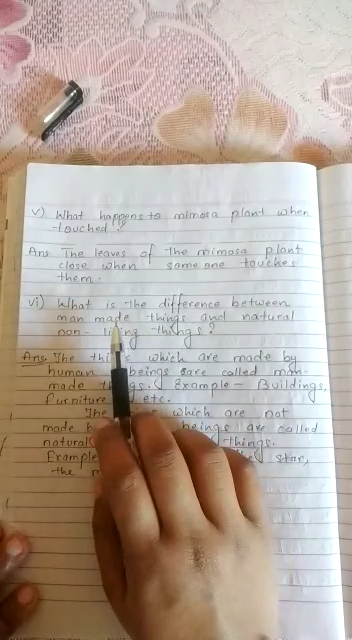 v) What happens to mimosa plant when
touched?
Ans The leaves of the mimosa plant
close when some one touches
them.
vi) What is the difference between
man made things and natural
non-living things?
Ans. The which are made by
human beings are called man-
made Example - Buildings,
furniture etc.
The which are not
made beings are called
natural things.
Example star,
the